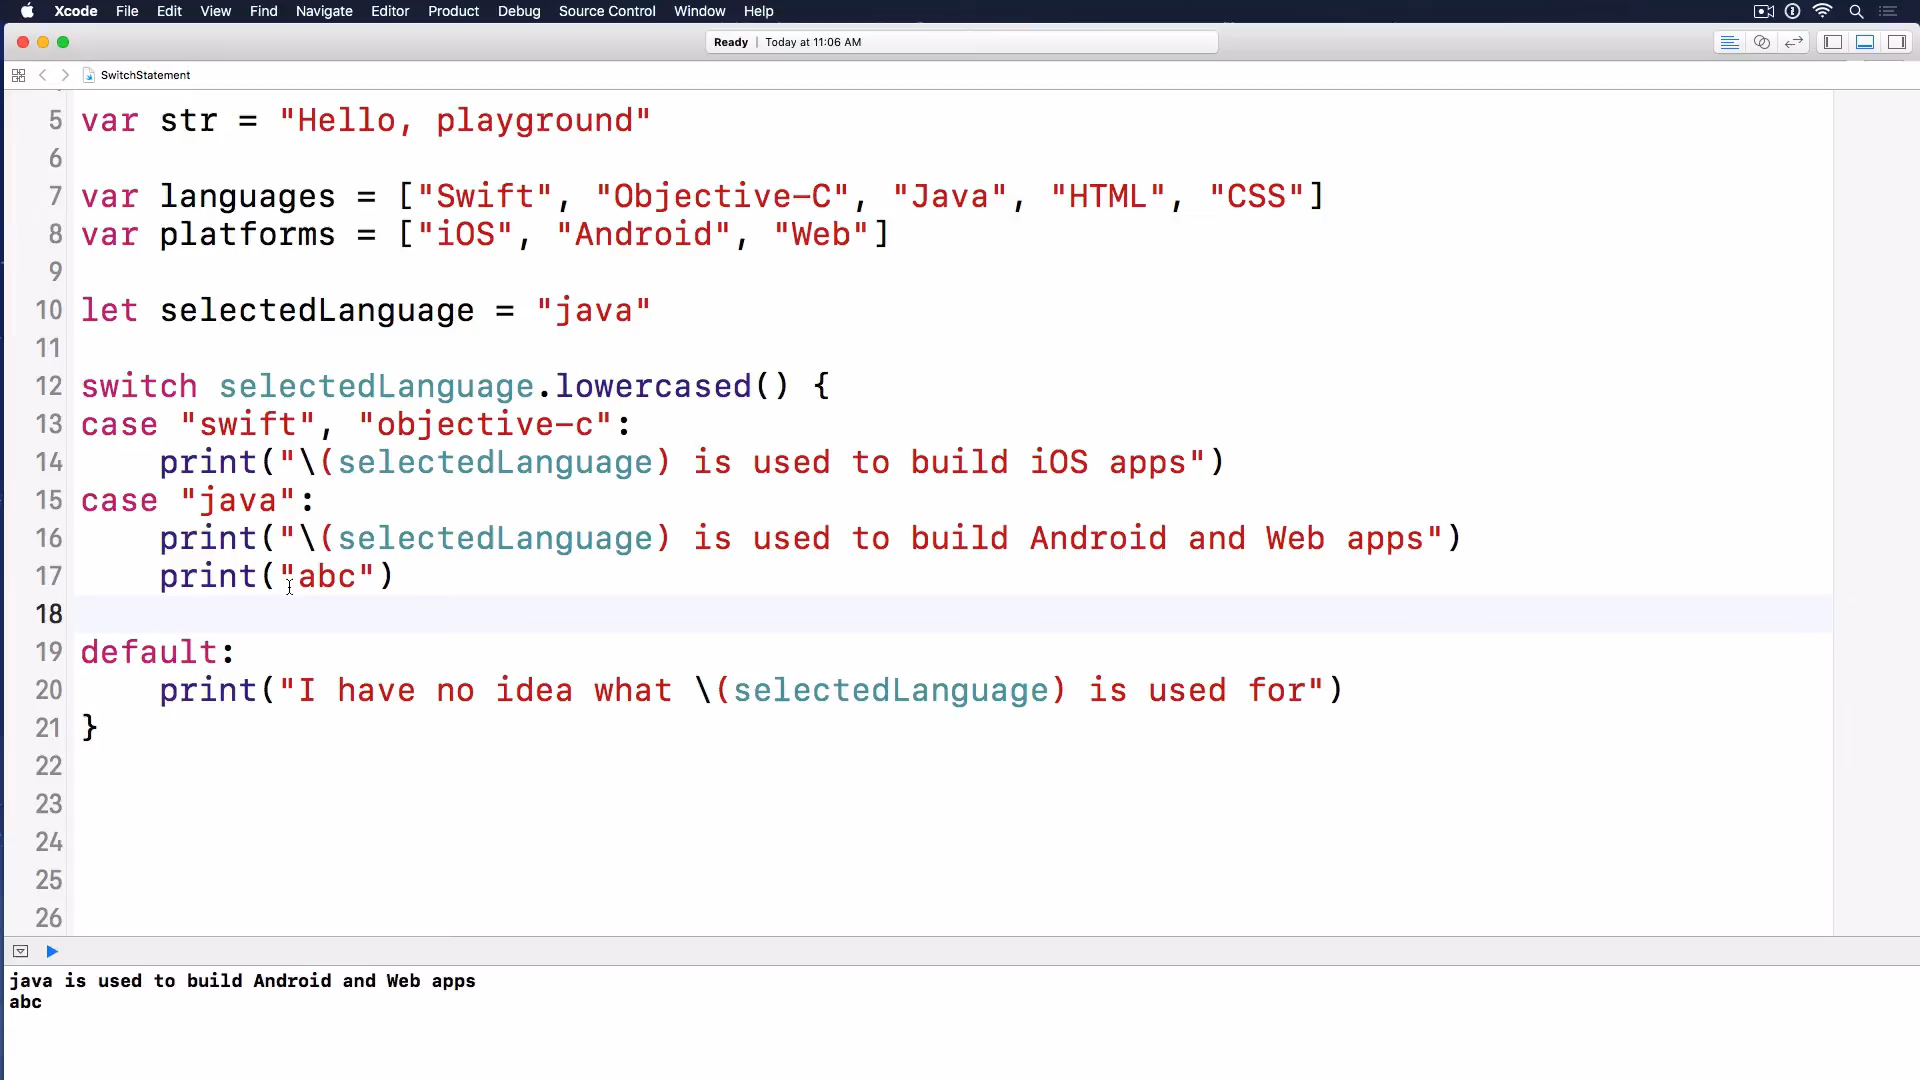 Xcode File Edit View Find Navigate Editor Product Debug Source Control Window Help
Ready | Today at 11:06 AM
SwitchStatement
5 var str = "Hello, playground"
6
7 var languages = ["Swift", "Objective-C", "Java", "HTML", "CSS"]
8 var platforms = ["iOS", "Android", "Web"]
9
10 let selectedLanguage = "java"
11
12 switch selectedLanguage.lowercased() {
13 case "swift", "objective-c":
14 print("\(selectedLanguage) is used to build iOS apps")
15 case "java":
16 print("\(selectedLanguage) is used to build Android and Web apps")
17 print("abc")
18
19 default:
20 print("I have no idea what \(selectedLanguage) is used for")
21 }
22
23
24
25
26
java is used to build Android and Web apps
abc